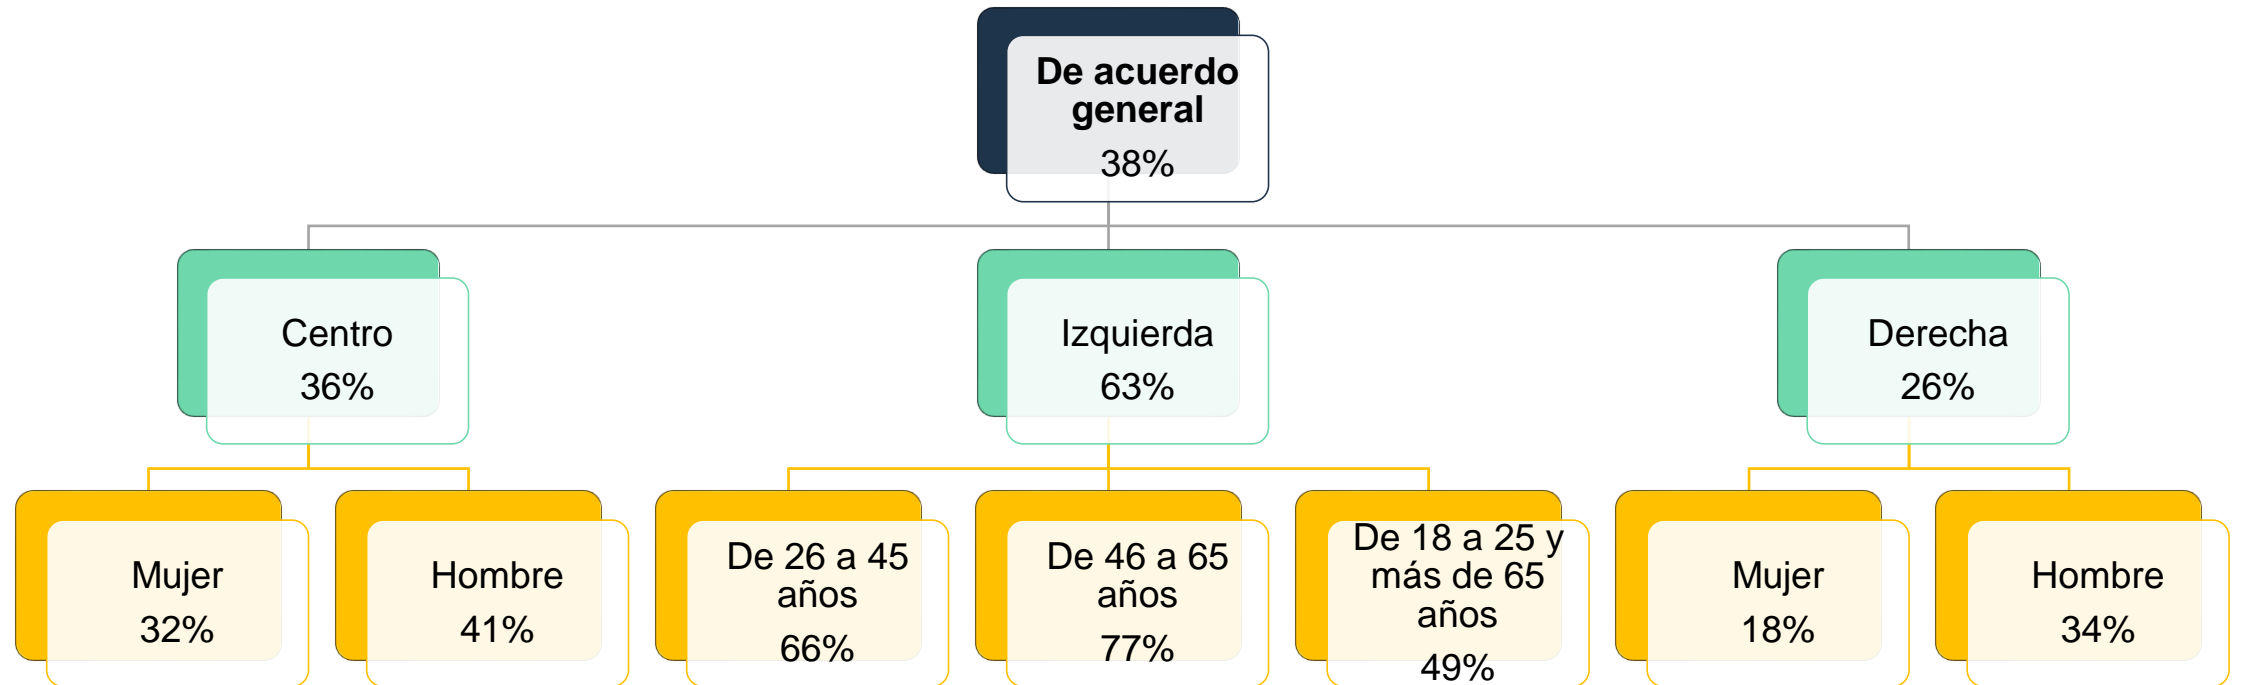 De acuerdo
general
38%
Centro
36%
Izquierda
63%
Derecha
26%
Mujer
32%
Hombre
41%
De 26 a 45
años
66%
De 46 a 65
años
77%
De 18 a 25 y
más de 65
años
49%
Mujer
18%
Hombre
34%